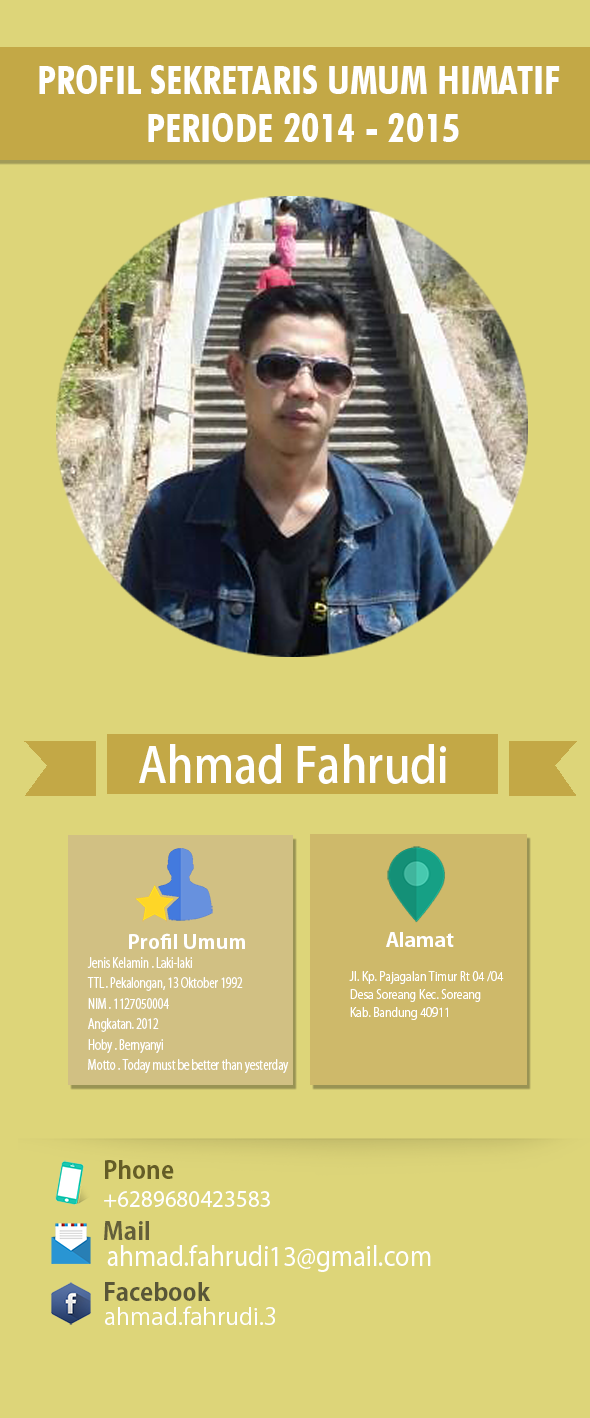 PROFIL SEKRETARIS UMUM HIMATIF
PERIODE 2014 - 2015
Ahmad Fahrudi
Profil Umum
Jenis Kelamin . Laki-laki
TTL . Pekalongan, 13 Oktober 1992
NIM . 1127050004
Angkatan. 2012
Hoby . Bernyanyi
Motto . Today must be better than yesterday
Alamat
Jl. Kp. Pajagalan Timur Rt 04 /04
Desa Soreang Kec. Soreang
Kab. Bandung 40911
Phone
+6289680423583
Mail
ahmad.fahrudi13@gmail.com
Facebook
ahmad.fahrudi.3